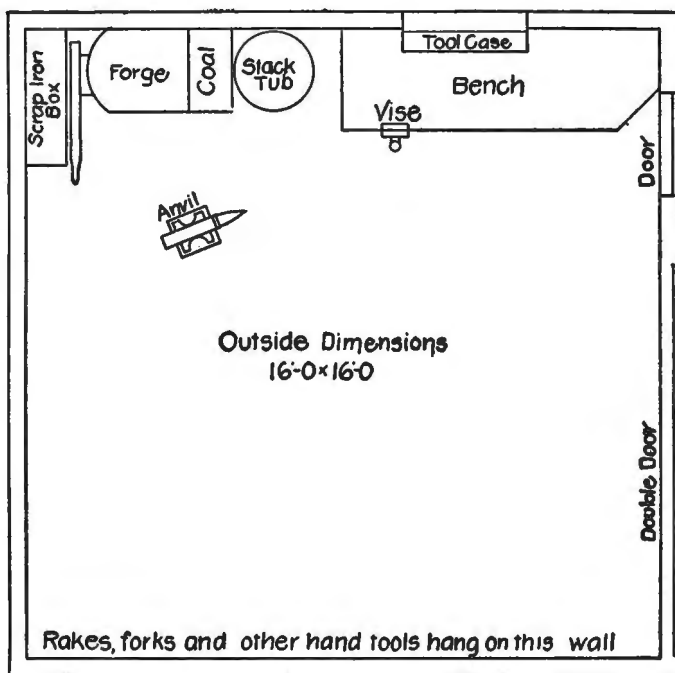 Scrap Iron
Box
Forge
Coal
Slack
Tub
Tool Case
Bench
Vise
Door
Anvil
Outside Dimensions
16'-0×16'-0
Double Door
Rakes, forks and other hand tools hang on this wall